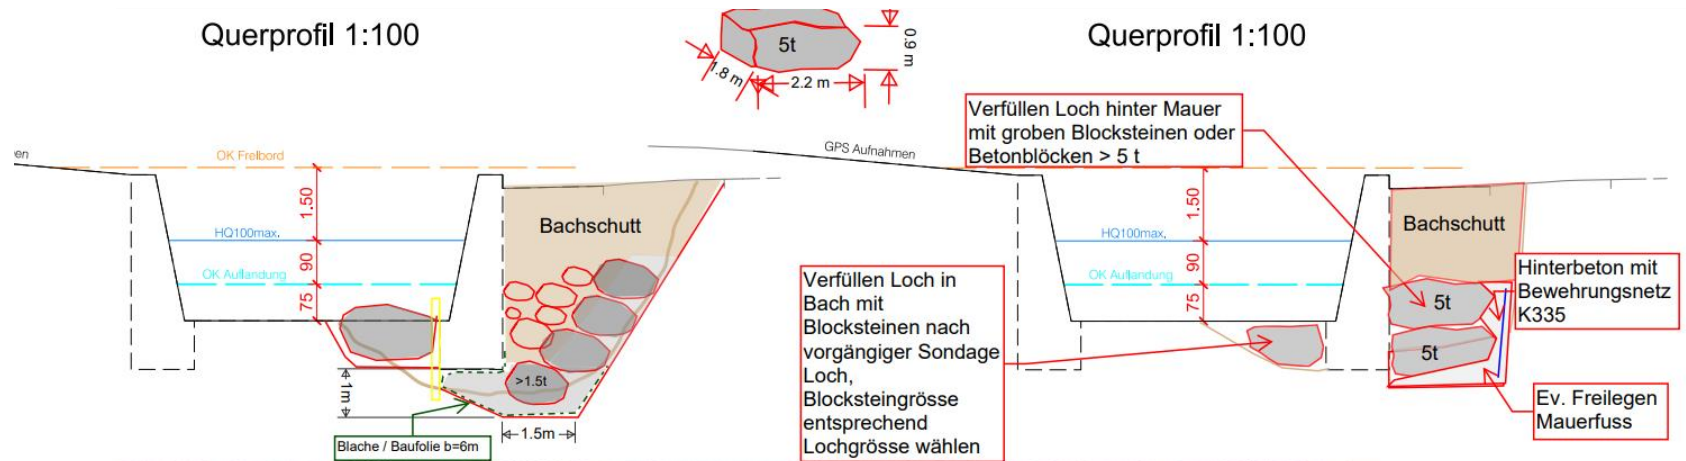 Querprofil 1:100
5t
1.8 m
2.2 m
0.9 m
Querprofil 1:100
OK Freibord
1.50
HQ100max.
90
OK Auflandung
75
Bachschutt
>1.5t
1m
1.5m
Blache / Baufolie b=6m
GPS Aufnahmen
Verfüllen Loch hinter Mauer
mit groben Blocksteinen oder
Betonblöcken > 5 t
1.50
HQ100max.
90
OK Auflandung
75
Verfüllen Loch in
Bach mit
Blocksteinen nach
vorgängiger Sondage
Loch,
Blocksteingrösse
entsprechend
Lochgrösse wählen
Bachschutt
5t
5t
Hinterbeton mit
Bewehrungsnetz
K335
Ev. Freilegen
Mauerfuss